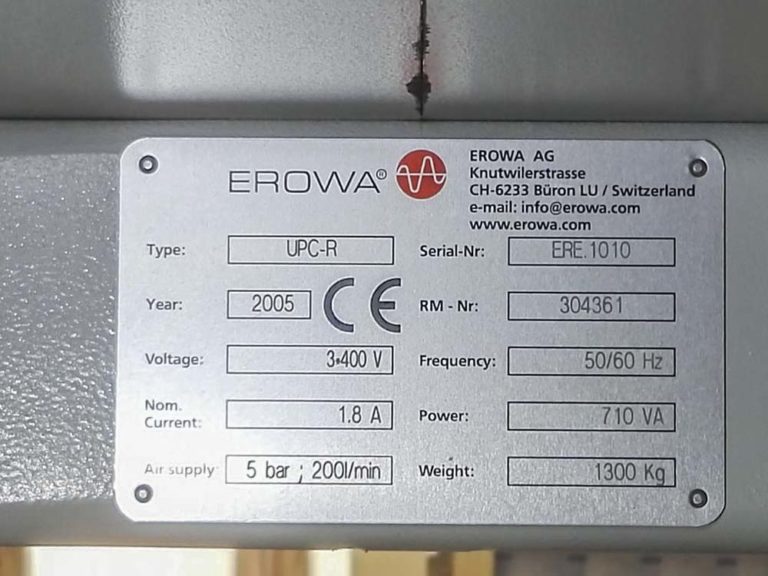 EROWA®
EROWA AG
Knutwilerstrasse
CH-6233 Büron LU / Switzerland
e-mail: info@erowa.com
www.erowa.com
Type: UPC-R Serial-Nr: ERE.1010
Year: 2005 CE RM - Nr: 304361
Voltage: 3*400 V Frequency: 50/60 Hz
Nom.
Current: 1.8 A Power: 710 VA
Air supply: 5 bar ; 200l/min Weight: 1300 Kg